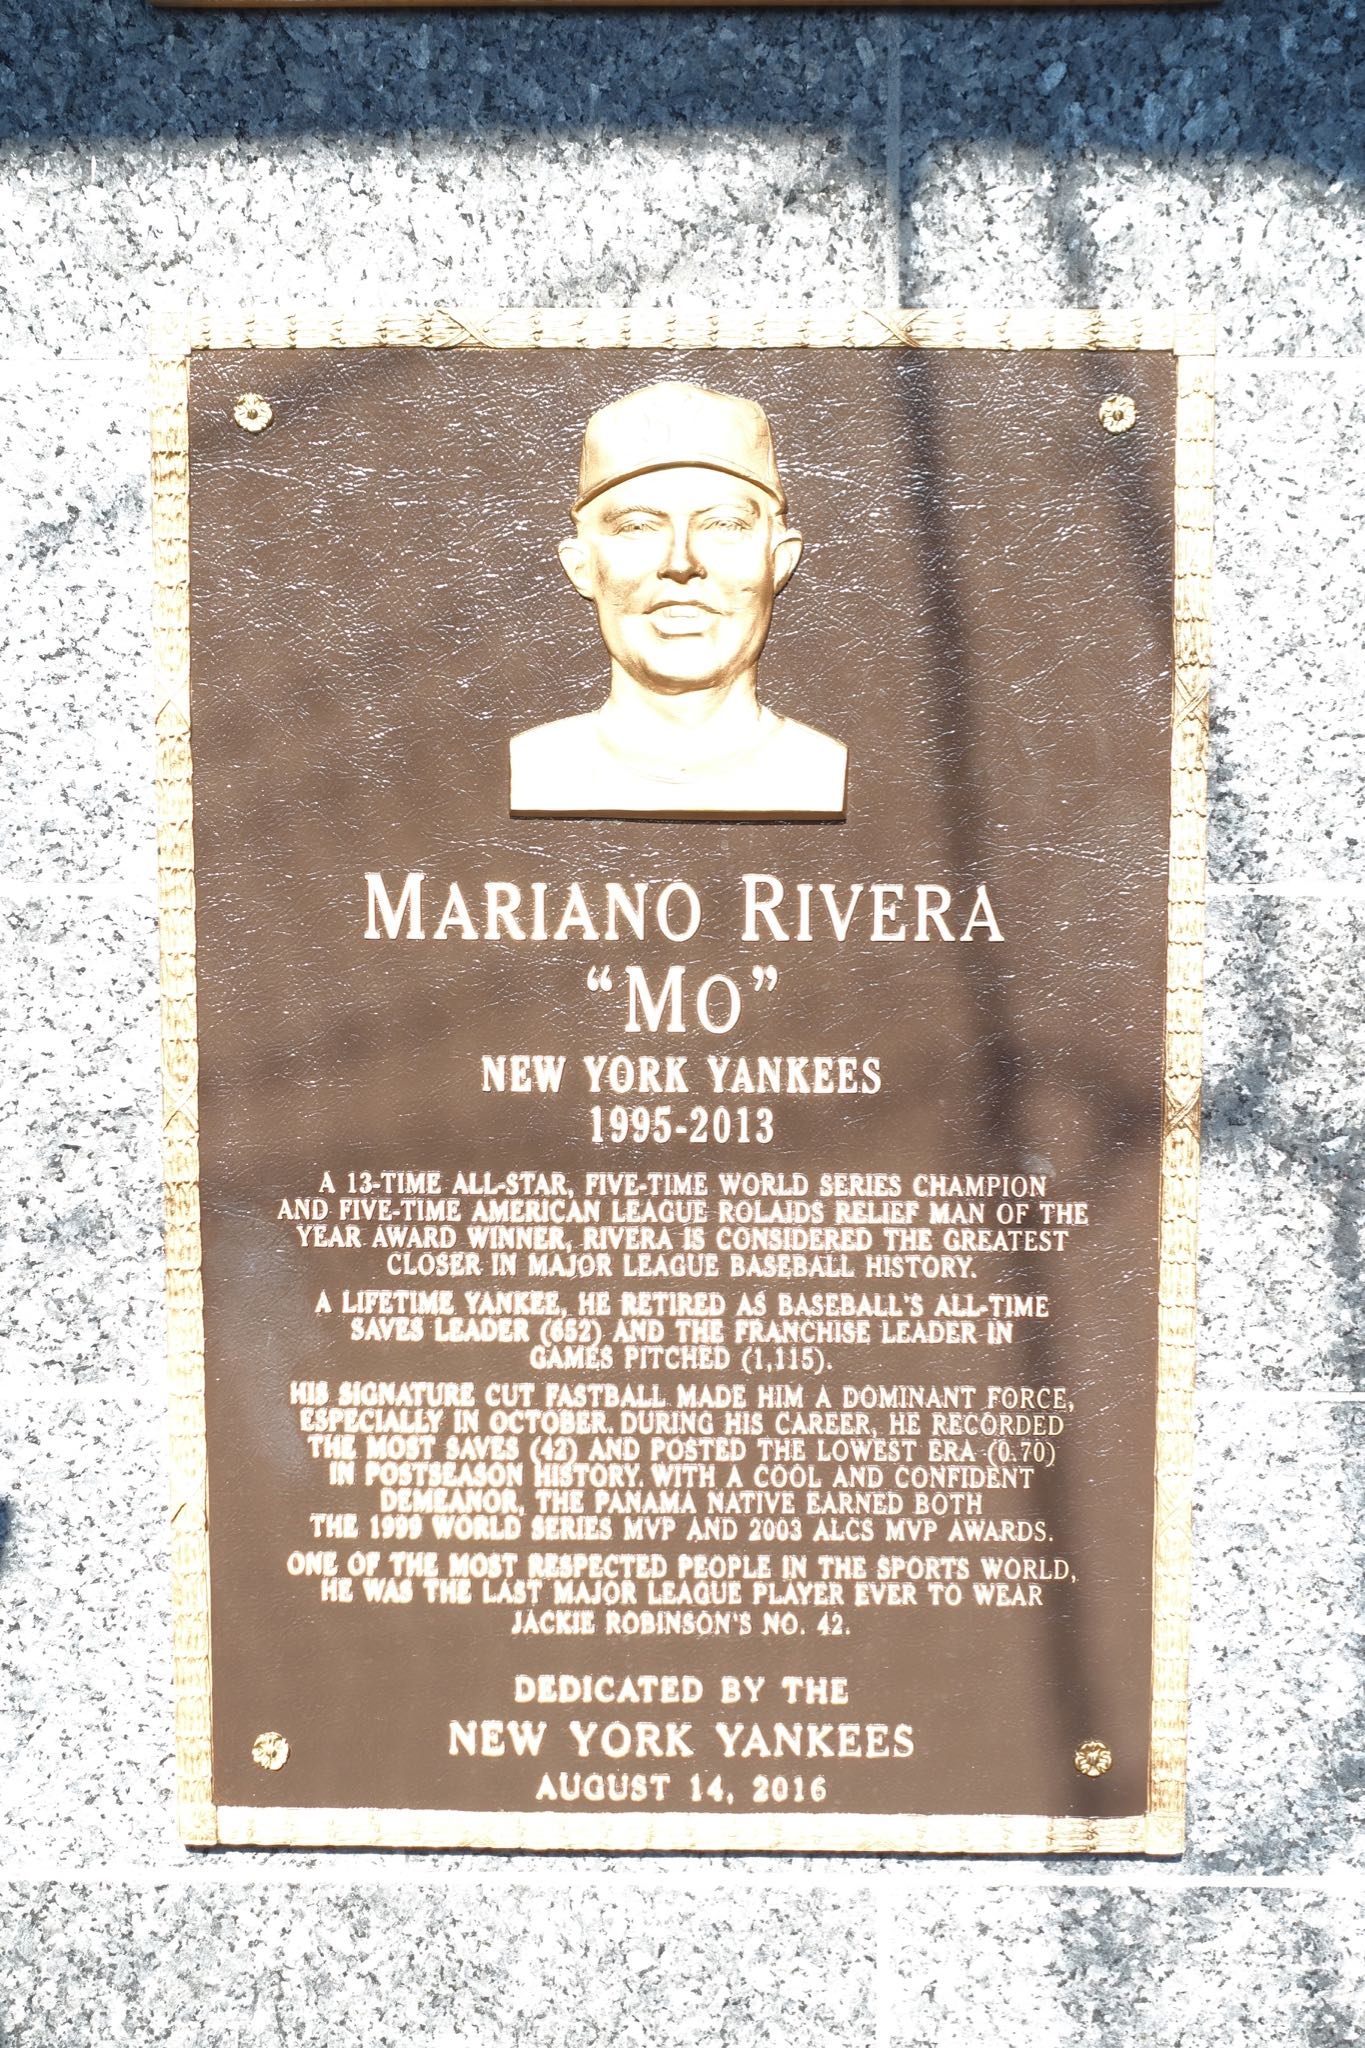 MARIANO RIVERA
"MO"
NEW YORK YANKEES
1995-2013
A 13-TIME ALL-STAR, FIVE-TIME WORLD SERIES CHAMPION
AND FIVE-TIME AMERICAN LEAGUE ROLAIDS RELIEF MAN OF THE
YEAR AWARD WINNER, RIVERA IS CONSIDERED THE GREATEST
CLOSER IN MAJOR LEAGUE BASEBALL HISTORY.
A LIFETIME YANKEE, HE RETIRED AS BASEBALL'S ALL-TIME
SAVES LEADER (652) AND THE FRANCHISE LEADER IN
GAMES PITCHED (1,115).
HIS SIGNATURE CUT FASTBALL MADE HIM A DOMINANT FORCE,
ESPECIALLY IN OCTOBER. DURING HIS CAREER, HE RECORDED
THE MOST SAVES (42) AND POSTED THE LOWEST ERA (0.70)
IN POSTSEASON HISTORY. WITH A COOL AND CONFIDENT
DEMEANOR, THE PANAMA NATIVE EARNED BOTH
THE 1999 WORLD SERIES MVP AND 2003 ALCS MVP AWARDS.
ONE OF THE MOST RESPECTED PEOPLE IN THE SPORTS WORLD,
HE WAS THE LAST MAJOR LEAGUE PLAYER EVER TO WEAR
JACKIE ROBINSON'S NO. 42.
DEDICATED BY THE
NEW YORK YANKEES
AUGUST 14, 2016